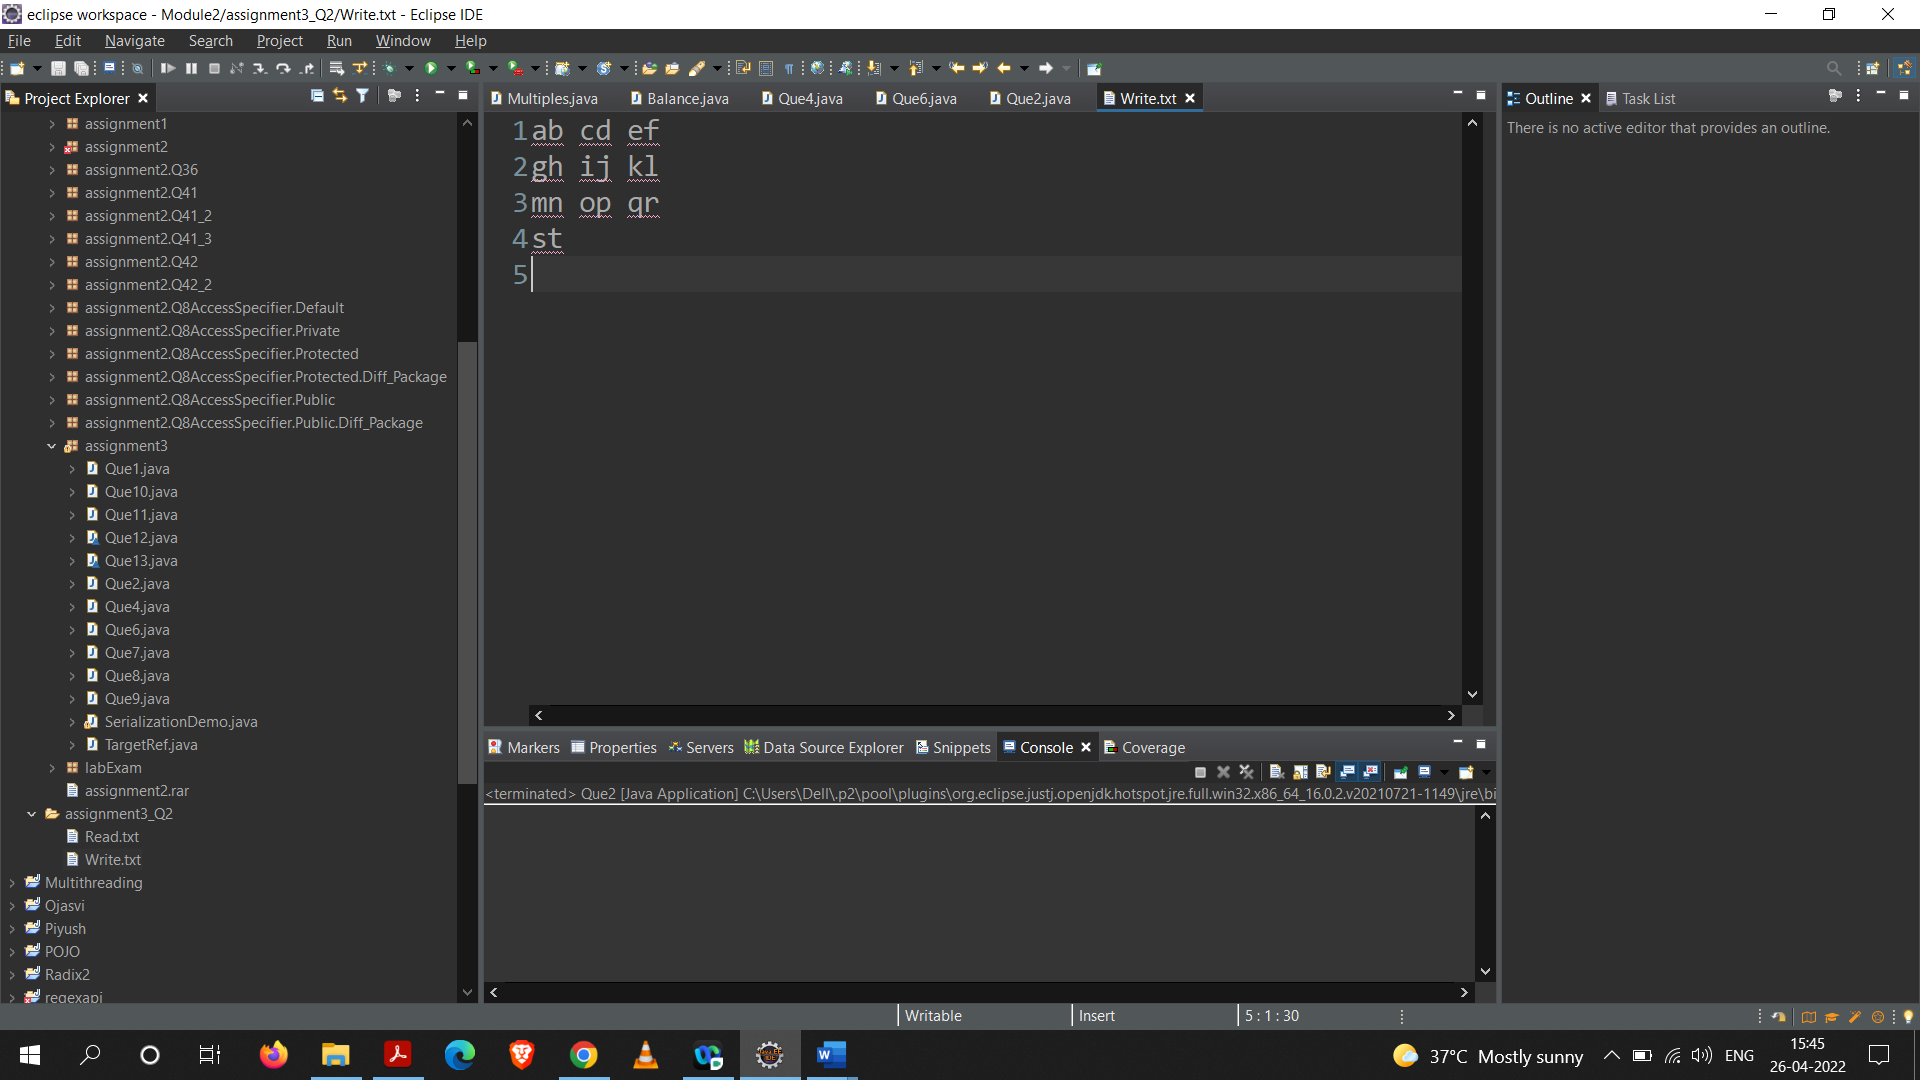 eclipse workspace - Module2/assignment3_Q2/Write.txt - Eclipse IDE
File Edit Navigate Search Project Run Window Help
Project Explorer
assignment1
assignment2
assignment2.Q36
assignment2.Q41
assignment2.Q41_2
assignment2.Q41_3
assignment2.Q42
assignment2.Q42_2
assignment2.Q8AccessSpecifier.Default
assignment2.Q8AccessSpecifier.Private
assignment2.Q8AccessSpecifier.Protected
assignment2.Q8AccessSpecifier.Protected.Diff_Package
assignment2.Q8AccessSpecifier.Public
assignment2.Q8AccessSpecifier.Public.Diff_Package
assignment3
Que1.java
Que10.java
Que11.java
Que12.java
Que13.java
Que2.java
Que4.java
Que6.java
Que7.java
Que8.java
Que9.java
SerializationDemo.java
TargetRef.java
labExam
assignment2.rar
assignment3_Q2
Read.txt
Write.txt
Multithreading
Ojasvi
Piyush
POJO
Radix2
regexapi
Multiples.java Balance.java Que4.java Que6.java Que2.java Write.txt
1 ab cd ef
2 gh ij kl
3 mn op qr
4 st
5
Outline Task List
There is no active editor that provides an outline.
Markers Properties Servers Data Source Explorer Snippets Console Coverage
<terminated> Que2 [Java Application] C:\Users\Dell\.p2\pool\plugins\org.eclipse.justj.openjdk.hotspot.jre.full.win32.x86_64_16.0.2.v20210721-1149\jre\bi
Writable Insert 5 : 1 : 30
37°C Mostly sunny ENG 15:45
26-04-2022